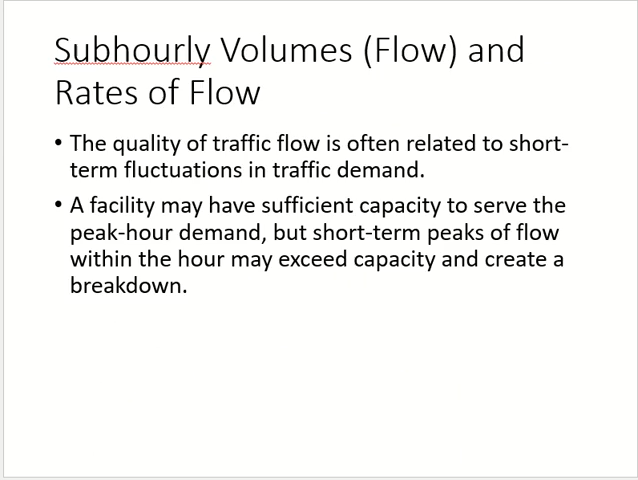 Subhourly Volumes (Flow) and
Rates of Flow
• The quality of traffic flow is often related to short-
term fluctuations in traffic demand.
• A facility may have sufficient capacity to serve the
peak-hour demand, but short-term peaks of flow
within the hour may exceed capacity and create a
breakdown.